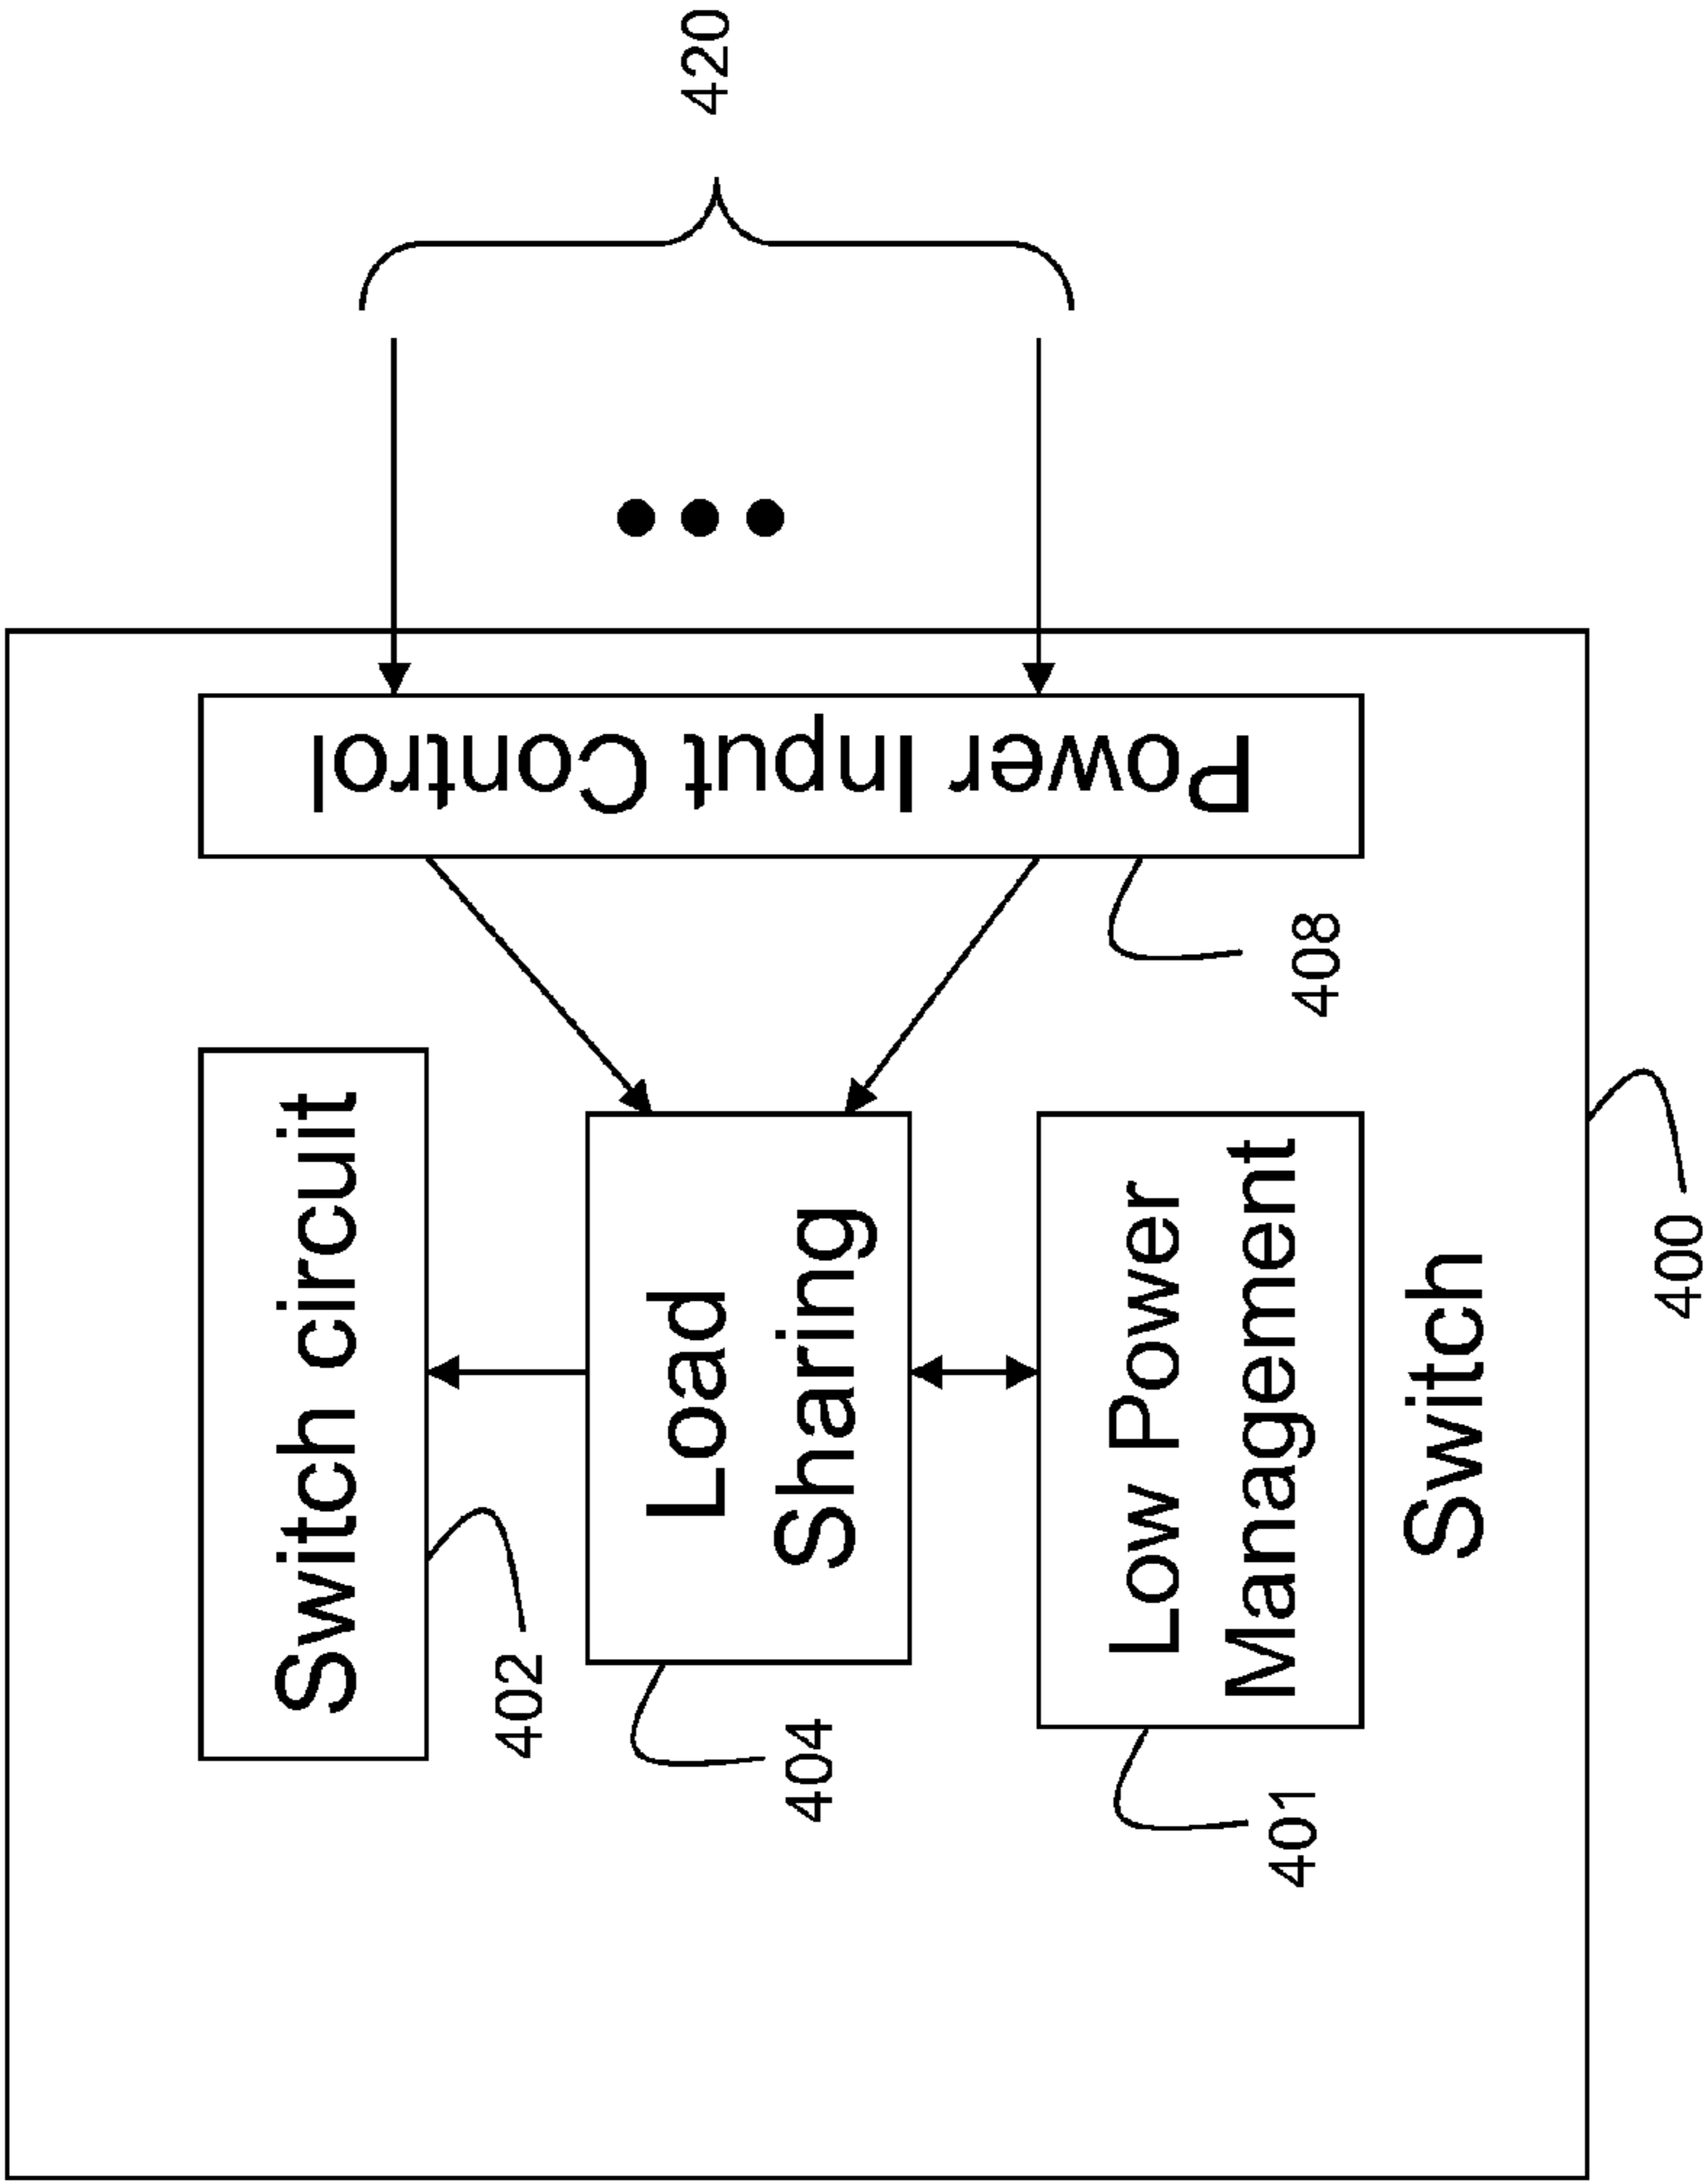 Switch circuit
402
Load
Sharing
404
Low Power
Management
401
Switch
400
Power Input Control
408
420